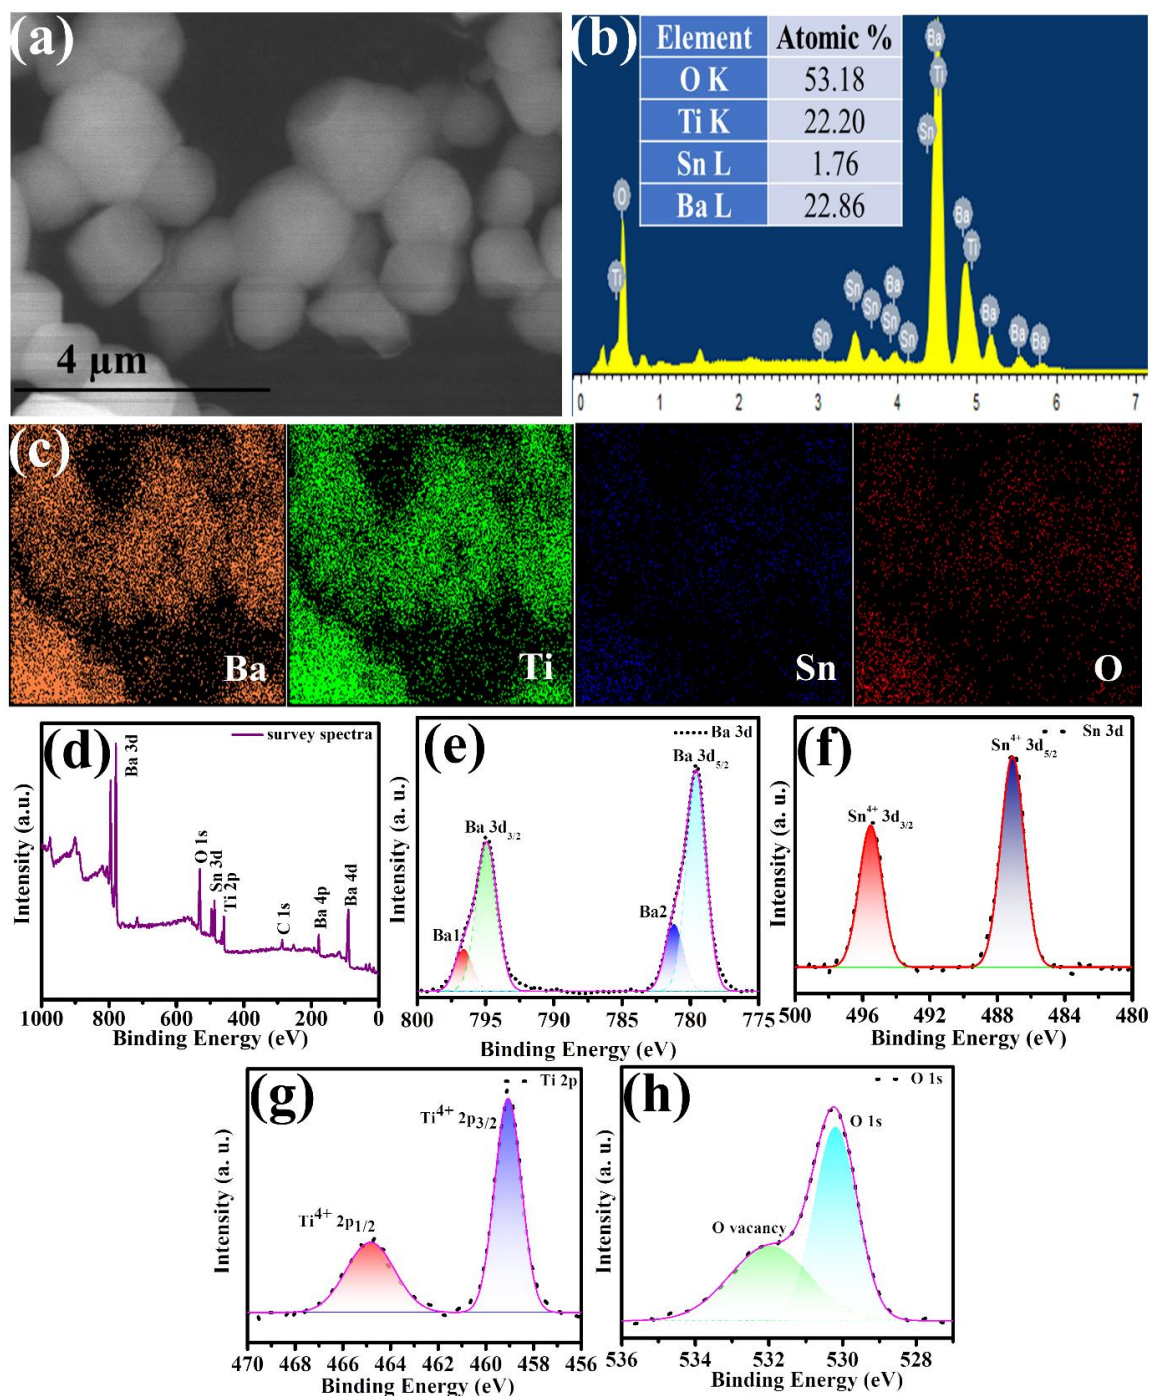 (a)
4 μm
(b)
Element Atomic %
O K 53.18
Ti K 22.20
Sn L 1.76
Ba L 22.86
Ba
Ti
Sn
O
Ti
Ba
Ti
Sn
Sn
Ba
Sn
Sn
Sn
Ba
Ba
Ba
0 1 2 3 4 5 6 7
(c)
Ba
Ti
Sn
O
(d)
survey spectra
Ba 3d
O 1s
Sn 3d
Ti 2p
C 1s
Ba 4p
Ba 4d
Intensity (a.u.)
1000 800 600 400 200 0
Binding Energy (eV)
(e)
Ba 3d
Ba 3d5/2
Ba 3d3/2
Ba1
Ba2
Intensity (a. u.)
800 795 790 785 780 775
Binding Energy (eV)
(f)
Sn 3d
Sn4+ 3d5/2
Sn4+ 3d3/2
Intensity (a. u.)
500 496 492 488 484 480
Binding Energy (eV)
(g)
Ti 2p
Ti4+ 2p3/2
Ti4+ 2p1/2
Intensity (a. u.)
470 468 466 464 462 460 458 456
Binding Energy (eV)
(h)
O 1s
O 1s
O vacancy
Intensity (a. u.)
536 534 532 530 528
Binding Energy (eV)